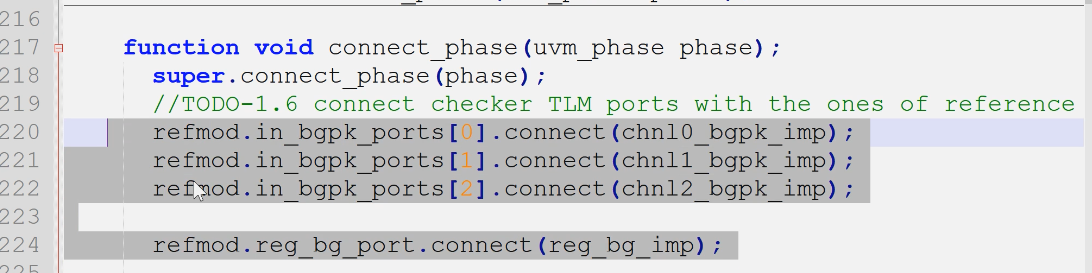 216
217 function void connect_phase(uvm_phase phase);
218 super.connect_phase(phase);
219 //TODO-1.6 connect checker TLM ports with the ones of reference
220 refmod.in_bgpk_ports[0].connect(chnl0_bgpk_imp);
221 refmod.in_bgpk_ports[1].connect(chnl1_bgpk_imp);
222 refmod.in_bgpk_ports[2].connect(chnl2_bgpk_imp);
223
224 refmod.reg_bg_port.connect(reg_bg_imp);